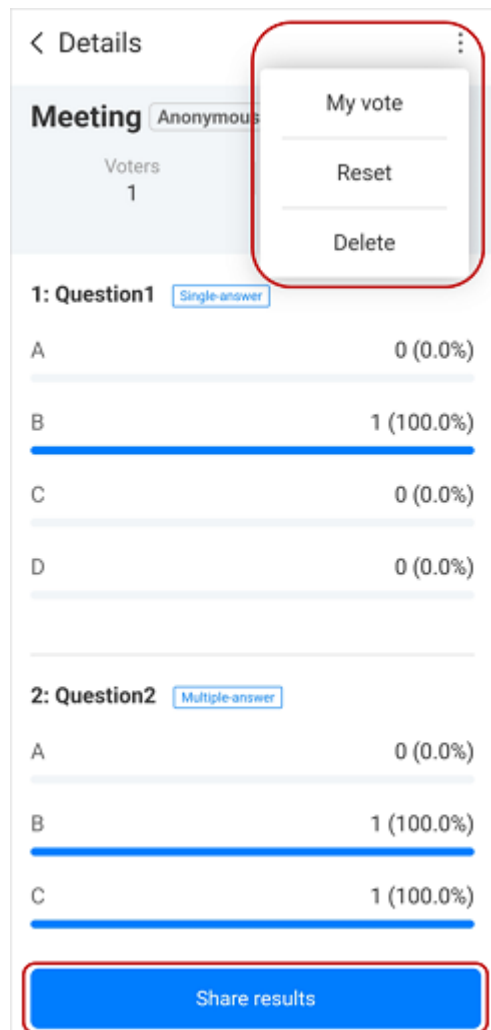 Details
Meeting Anonymous
My vote
Reset
Delete
Voters
1
1: Question1 Single-answer
A 0 (0.0%)
B 1 (100.0%)
C 0 (0.0%)
D 0 (0.0%)
2: Question2 Multiple-answer
A 0 (0.0%)
B 1 (100.0%)
C 1 (100.0%)
Share results